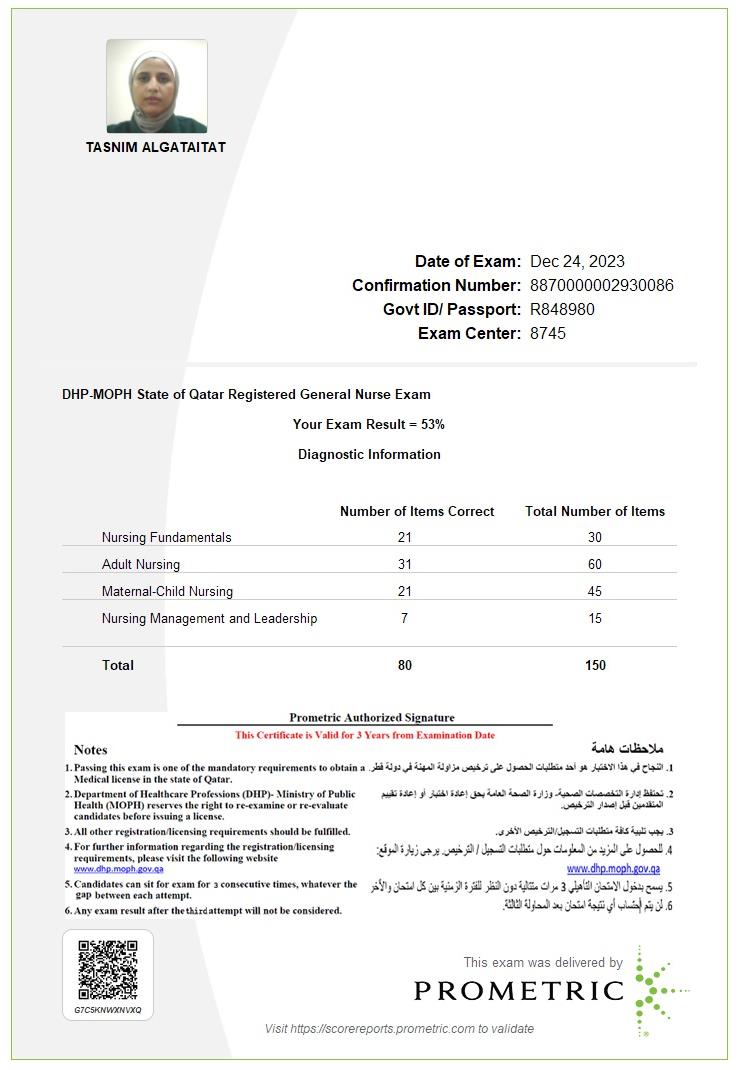 TASNIM ALGATAITAT
Date of Exam: Dec 24, 2023
Confirmation Number: 8870000002930086
Govt ID/ Passport: R848980
Exam Center: 8745
DHP-MOPH State of Qatar Registered General Nurse Exam
Your Exam Result = 53%
Diagnostic Information
Number of Items Correct Total Number of Items
Nursing Fundamentals 21 30
Adult Nursing 31 60
Maternal-Child Nursing 21 45
Nursing Management and Leadership 7 15
Total 80 150
Prometric Authorized Signature
This Certificate is Valid for 3 Years from Examination Date
Notes
1. Passing this exam is one of the mandatory requirements to obtain a
Medical license in the state of Qatar.
2. Department of Healthcare Professions (DHP)- Ministry of Public
Health (MOPH) reserves the right to re-examine or re-evaluate
candidates before issuing a license.
3. All other registration/licensing requirements should be fulfilled.
4. For further information regarding the registration/licensing
requirements, please visit the following website
www.dhp.moph.gov.qa
5. Candidates can sit for exam for 3 consecutive times, whatever the
gap between each attempt.
6. Any exam result after the third attempt will not be considered.
ملاحظات هامة
1. النجاح في هذا الاختبار هو أحد متطلبات الحصول على ترخيص مزاولة المهنة في دولة قطر.
2. تحتفظ إدارة التخصصات الصحية- وزارة الصحة العامة بحق إعادة اختبار أو إعادة تقييم
المتقدمين قبل إصدار الترخيص.
3. يجب تلبية كافة متطلبات التسجيل/الترخيص الأخرى.
4. للحصول على المزيد من المعلومات حول متطلبات التسجيل / الترخيص, يرجى زيارة الموقع:
www.dhp.moph.gov.qa
5. يسمح بدخول الامتحان التأهيلي 3 مرات متتالية دون النظر للفترة الزمنية بين كل امتحان والأخر
6. لن يتم إحتساب أي نتيجة امتحان بعد المحاولة الثالثة.
G7C5KNWXNVXQ
This exam was delivered by
PROMETRIC
Visit https://scorereports.prometric.com to validate